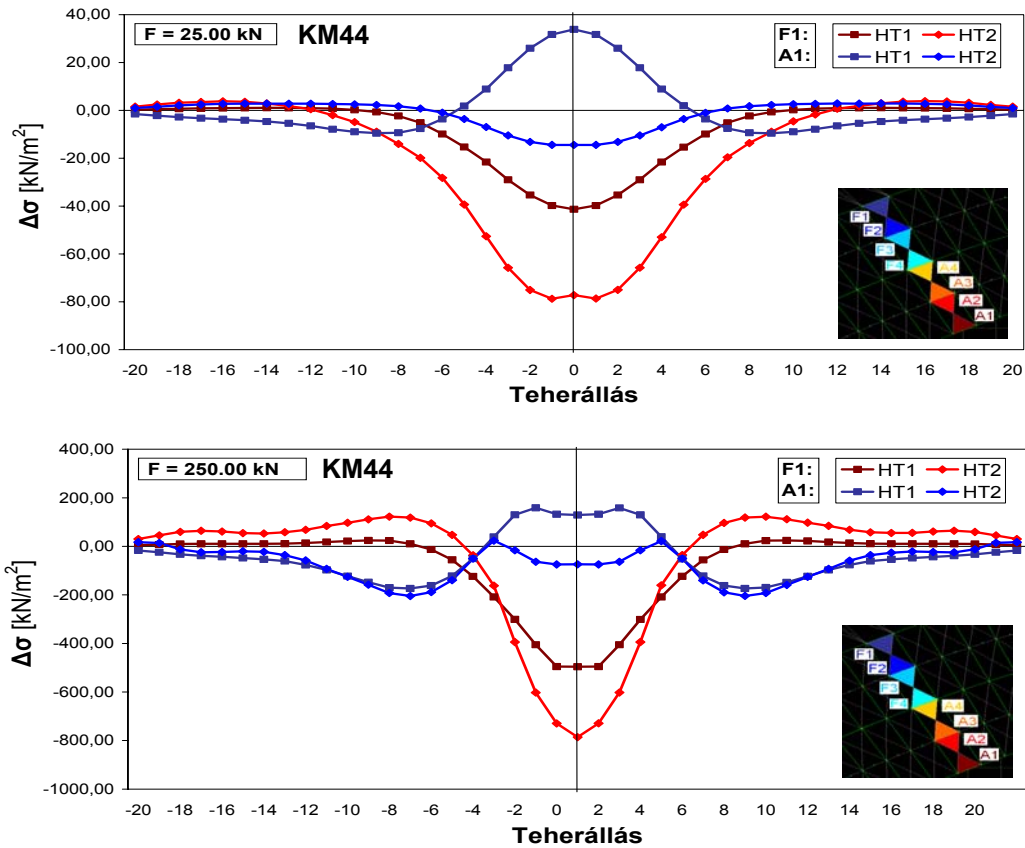 F = 25.00 kN
KM44
F1: HT1 HT2
A1: HT1 HT2
40,00
20,00
0,00
-20,00
-40,00
-60,00
-80,00
-100,00
Δσ [kN/m²]
F1
F2
F3
F4
A4
A3
A2
A1
-20 -18 -16 -14 -12 -10 -8 -6 -4 -2 0 2 4 6 8 10 12 14 16 18 20
Teherállás
F = 250.00 kN
KM44
F1: HT1 HT2
A1: HT1 HT2
400,00
200,00
0,00
-200,00
-400,00
-600,00
-800,00
-1000,00
Δσ [kN/m²]
F1
F2
F3
F4
A4
A3
A2
A1
-20 -18 -16 -14 -12 -10 -8 -6 -4 -2 0 2 4 6 8 10 12 14 16 18 20
Teherállás